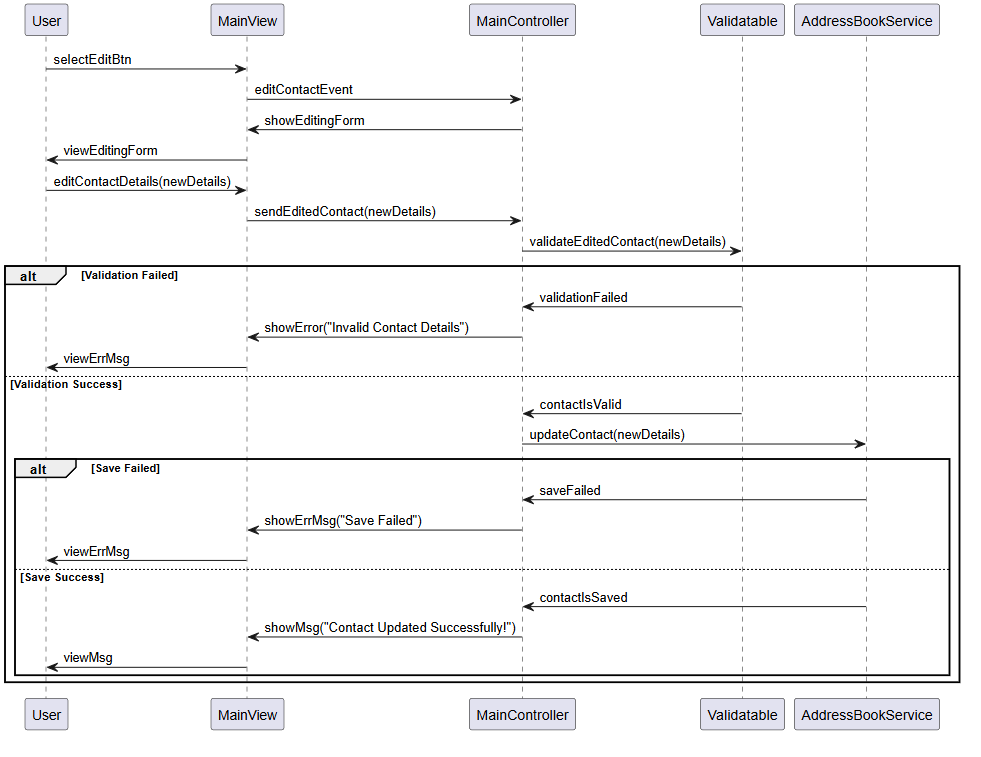 User MainView MainController Validatable AddressBookService
selectEditBtn
editContactEvent
showEditingForm
viewEditingForm
editContactDetails(newDetails)
sendEditedContact(newDetails)
validateEditedContact(newDetails)
alt [Validation Failed]
validationFailed
showError("Invalid Contact Details")
viewErrMsg
[Validation Success]
contactIsValid
updateContact(newDetails)
alt [Save Failed]
saveFailed
showErrMsg("Save Failed")
viewErrMsg
[Save Success]
contactIsSaved
showMsg("Contact Updated Successfully!")
viewMsg
User MainView MainController Validatable AddressBookService